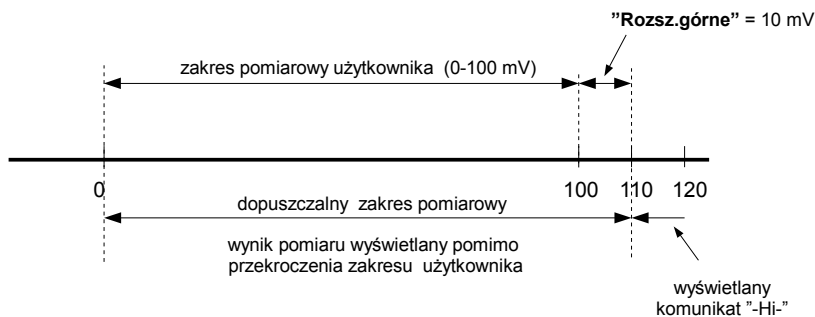 ”Rozsz.górne” = 10 mV
zakres pomiarowy użytkownika (0-100 mV)
0
100
110
120
dopuszczalny zakres pomiarowy
wynik pomiaru wyświetlany pomimo
przekroczenia zakresu użytkownika
wyświetlany
komunikat ”-Hi-”